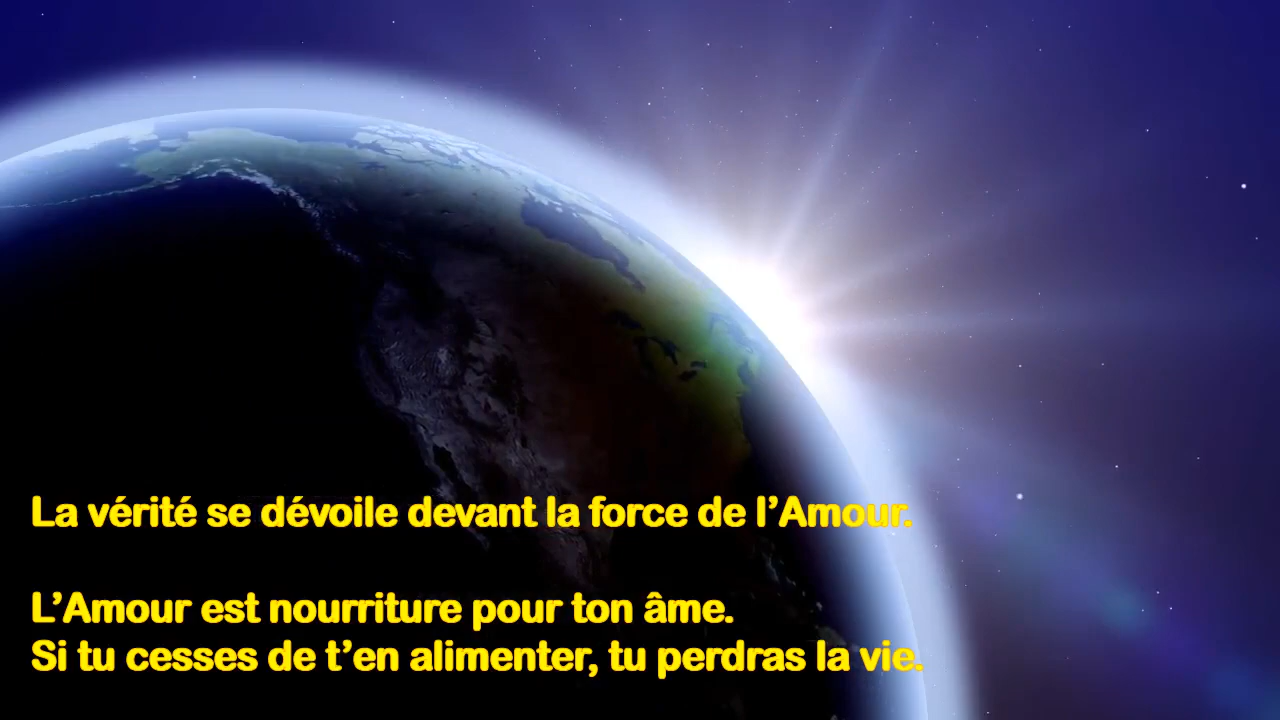 La vérité se dévoile devant la force de l’Amour.
L’Amour est nourriture pour ton âme.
Si tu cesses de t’en alimenter, tu perdras la vie.